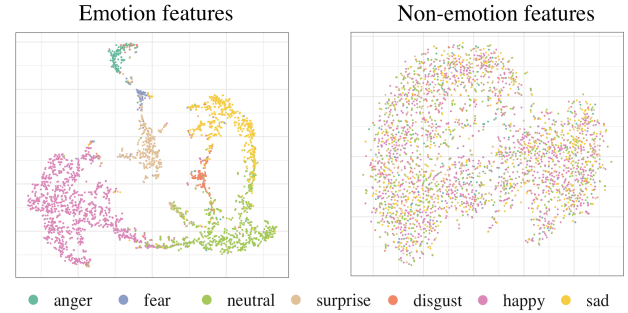 Emotion features
Non-emotion features
anger fear neutral surprise disgust happy sad